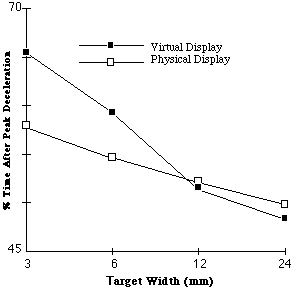 70
Virtual Display
Physical Display
% Time After Peak Deceleration
45
3 6 12 24
Target Width (mm)